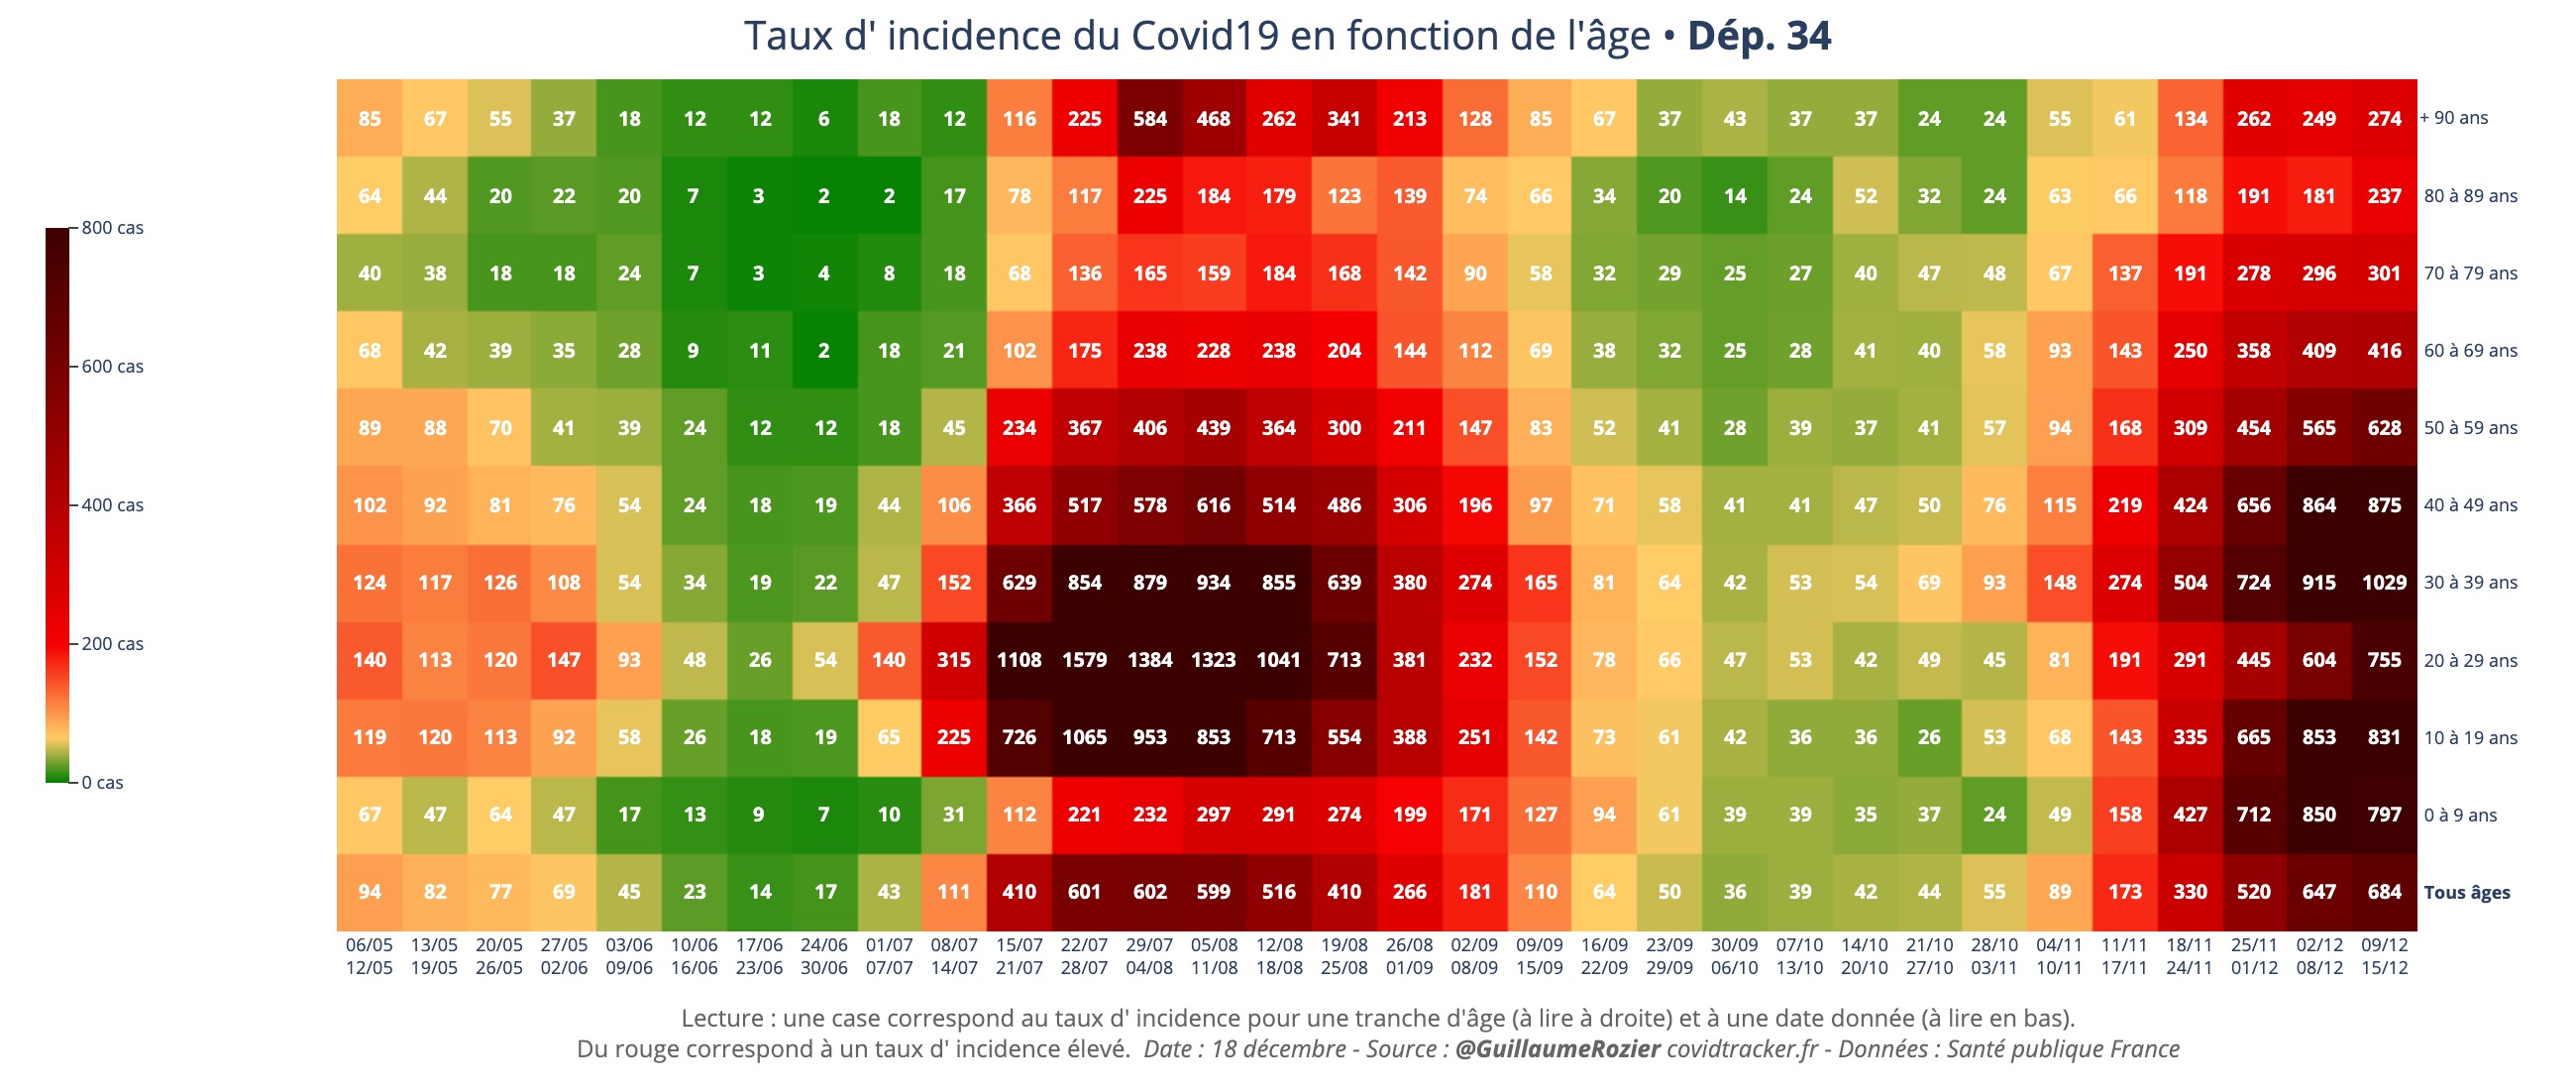 Taux d' incidence du Covid19 en fonction de l'âge • Dép. 34
800 cas
600 cas
400 cas
200 cas
0 cas
85 67 55 37 18 12 12 6 18 12 116 225 584 468 262 341 213 128 85 67 37 43 37 37 24 24 55 61 134 262 249 274 + 90 ans
64 44 20 22 20 7 3 2 2 17 78 117 225 184 179 123 139 74 66 34 20 14 24 52 32 24 63 66 118 191 181 237 80 à 89 ans
40 38 18 18 24 7 3 4 8 18 68 136 165 159 184 168 142 90 58 32 29 25 27 40 47 48 67 137 191 278 296 301 70 à 79 ans
68 42 39 35 28 9 11 2 18 21 102 175 238 228 238 204 144 112 69 38 32 25 28 41 40 58 93 143 250 358 409 416 60 à 69 ans
89 88 70 41 39 24 12 12 18 45 234 367 406 439 364 300 211 147 83 52 41 28 39 37 41 57 94 168 309 454 565 628 50 à 59 ans
102 92 81 76 54 24 18 19 44 106 366 517 578 616 514 486 306 196 97 71 58 41 41 47 50 76 115 219 424 656 864 875 40 à 49 ans
124 117 126 108 54 34 19 22 47 152 629 854 879 934 855 639 380 274 165 81 64 42 53 54 69 93 148 274 504 724 915 1029 30 à 39 ans
140 113 120 147 93 48 26 54 140 315 1108 1579 1384 1323 1041 713 381 232 152 78 66 47 53 42 49 45 81 191 291 445 604 755 20 à 29 ans
119 120 113 92 58 26 18 19 65 225 726 1065 953 853 713 554 388 251 142 73 61 42 36 36 26 53 68 143 335 665 853 831 10 à 19 ans
67 47 64 47 17 13 9 7 10 31 112 221 232 297 291 274 199 171 127 94 61 39 39 35 37 24 49 158 427 712 850 797 0 à 9 ans
94 82 77 69 45 23 14 17 43 111 410 601 602 599 516 410 266 181 110 64 50 36 39 42 44 55 89 173 330 520 647 684 Tous âges
06/05 13/05 20/05 27/05 03/06 10/06 17/06 24/06 01/07 08/07 15/07 22/07 29/07 05/08 12/08 19/08 26/08 02/09 09/09 16/09 23/09 30/09 07/10 14/10 21/10 28/10 04/11 11/11 18/11 25/11 02/12 09/12
12/05 19/05 26/05 02/06 09/06 16/06 23/06 30/06 07/07 14/07 21/07 28/07 04/08 11/08 18/08 25/08 01/09 08/09 15/09 22/09 29/09 06/10 13/10 20/10 27/10 03/11 10/11 17/11 24/11 01/12 08/12 15/12
Lecture : une case correspond au taux d' incidence pour une tranche d'âge (à lire à droite) et à une date donnée (à lire en bas).
Du rouge correspond à un taux d' incidence élevé. Date : 18 décembre - Source : @GuillaumeRozier covidtracker.fr - Données : Santé publique France